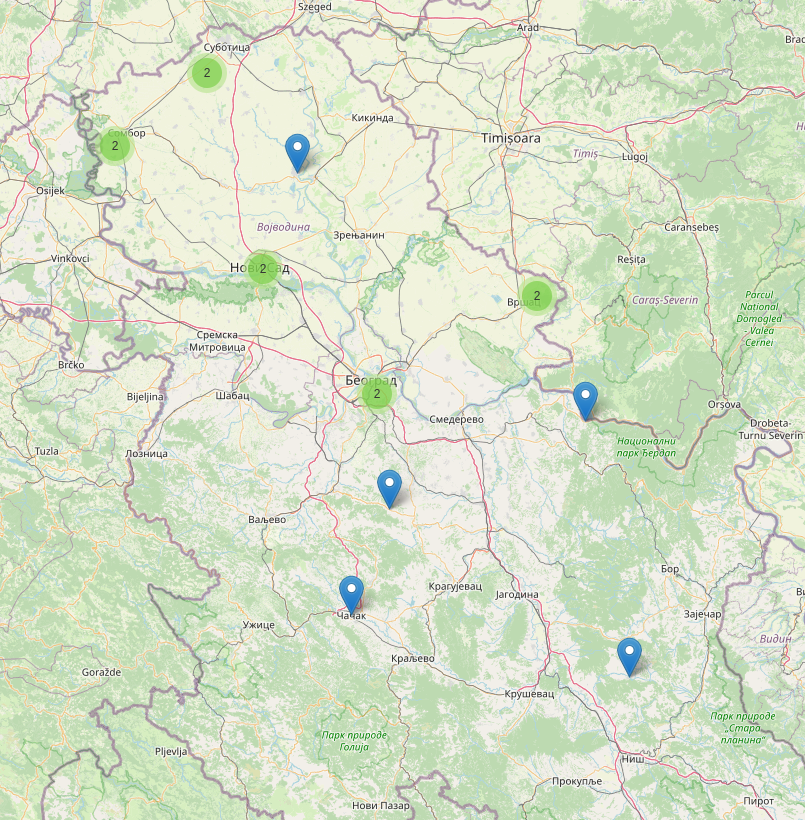 Szeged
Arad
Brad
Суботица
2
Кикинда
Timișoara
Сомбор
2
Timiș
Lugoj
Osijek
Војводина
Зрењанин
Caransebeș
Vinkovci
Нови Сад
2
Reșița
Вршац
2
Caraș-Severin
Parcul
Național
Domogled
- Valea
Cernei
Сремска
Митровица
Brčko
Београд
2
Bijeljina
Шабац
Смедерево
Orșova
Drobeta-
Turnu Severin
Национални
парк Ђердап
Tuzla
Лозница
Ваљево
Бор
Крагујевац
Јагодина
Зајечар
Чачак
Ужице
Видин
Краљево
Goražde
Крушевац
Парк природе
Голија
Парк природе
„Стара
планина“
Pljevlja
Ниш
Прокупље
Нови Пазар
Пирот